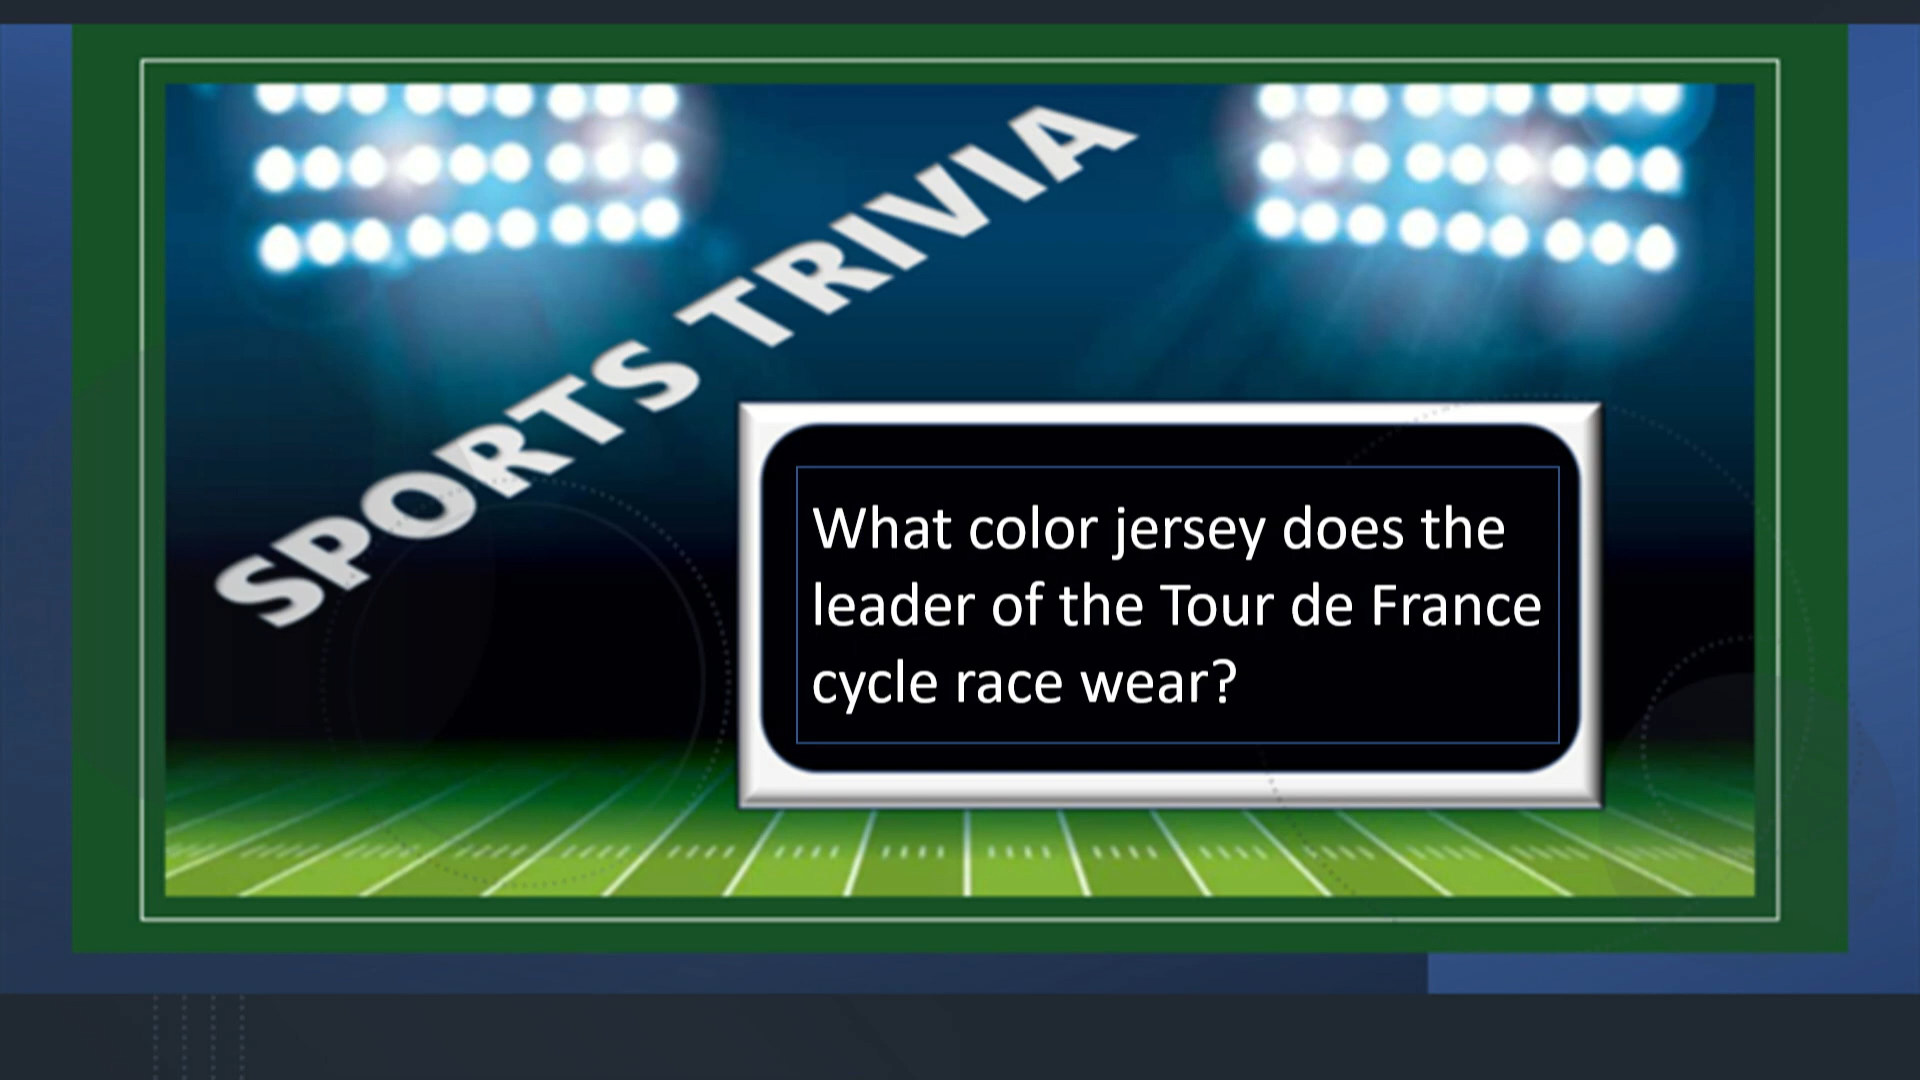 SPORTS TRIVIA
What color jersey does the
leader of the Tour de France
cycle race wear?